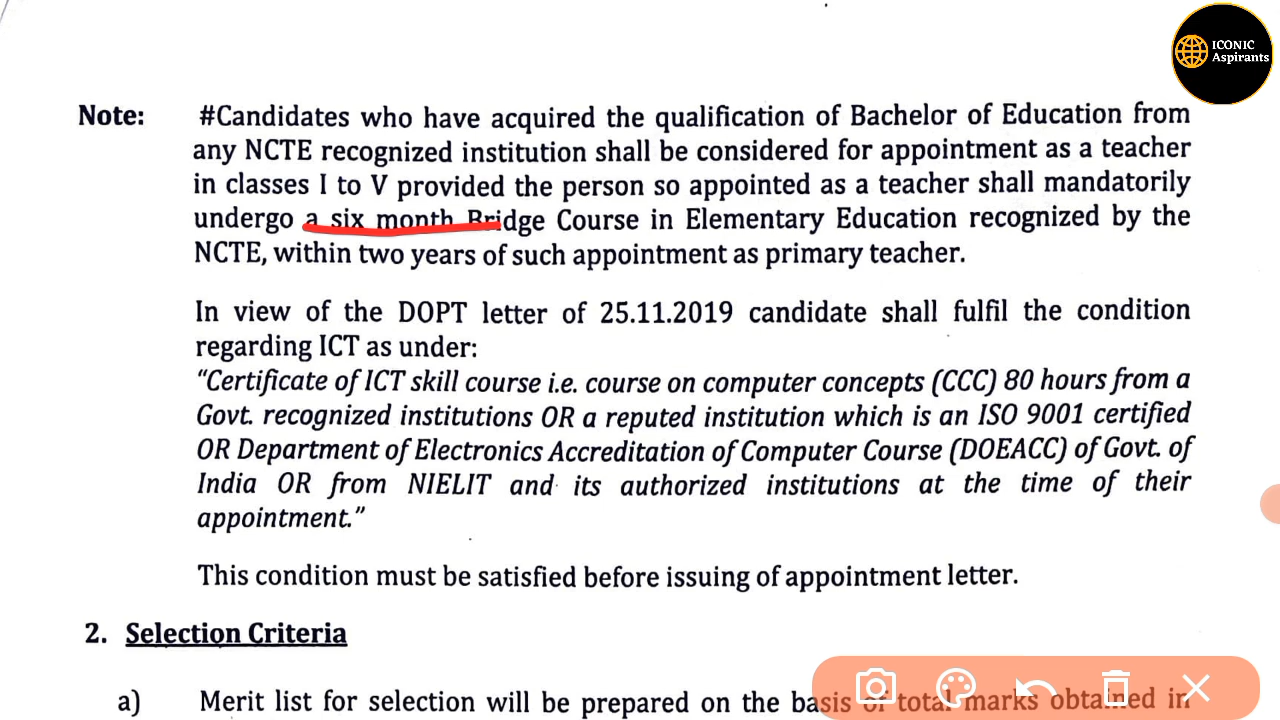 ICONIC
Aspirants
Note: #Candidates who have acquired the qualification of Bachelor of Education from
any NCTE recognized institution shall be considered for appointment as a teacher
in classes I to V provided the person so appointed as a teacher shall mandatorily
undergo a six month Bridge Course in Elementary Education recognized by the
NCTE, within two years of such appointment as primary teacher.
In view of the DOPT letter of 25.11.2019 candidate shall fulfil the condition
regarding ICT as under:
“Certificate of ICT skill course i.e. course on computer concepts (CCC) 80 hours from a
Govt. recognized institutions OR a reputed institution which is an ISO 9001 certified
OR Department of Electronics Accreditation of Computer Course (DOEACC) of Govt. of
India OR from NIELIT and its authorized institutions at the time of their
appointment.”
This condition must be satisfied before issuing of appointment letter.
2. Selection Criteria
a) Merit list for selection will be prepared on the basis of total marks obtained in